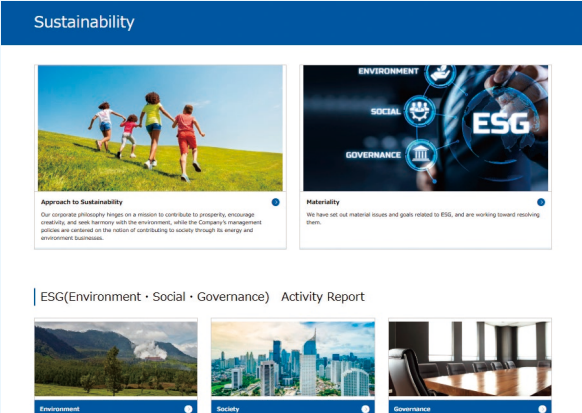 Sustainability
ENVIRONMENT
SOCIAL
ESG
GOVERNANCE
Approach to Sustainability
Our corporate philosophy hinges on a mission to contribute to prosperity, encourage
creativity, and seek harmony with the environment, while the Company's management
policies are centered on the notion of contributing to society through its energy and
environment businesses.
Materiality
We have set out material issues and goals related to ESG, and are working toward resolving
them.
ESG(Environment・Social・Governance) Activity Report
Environment
Society
Governance